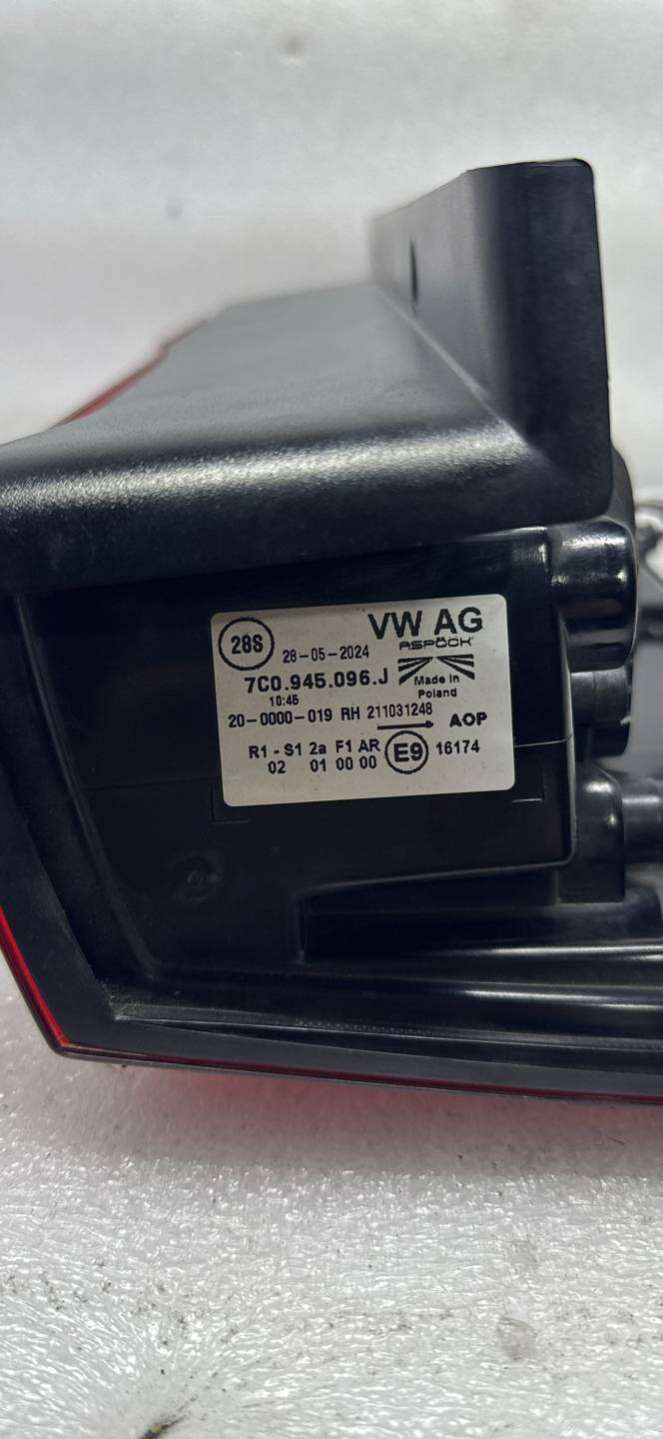 28S
28-05-2024
VW AG
ASPÖCK
7C0.945.096.J
Made in
Poland
10:45
20-0000-019 RH 211031248
AOP
R1 - S1 2a F1 AR
E9
16174
02 01 00 00